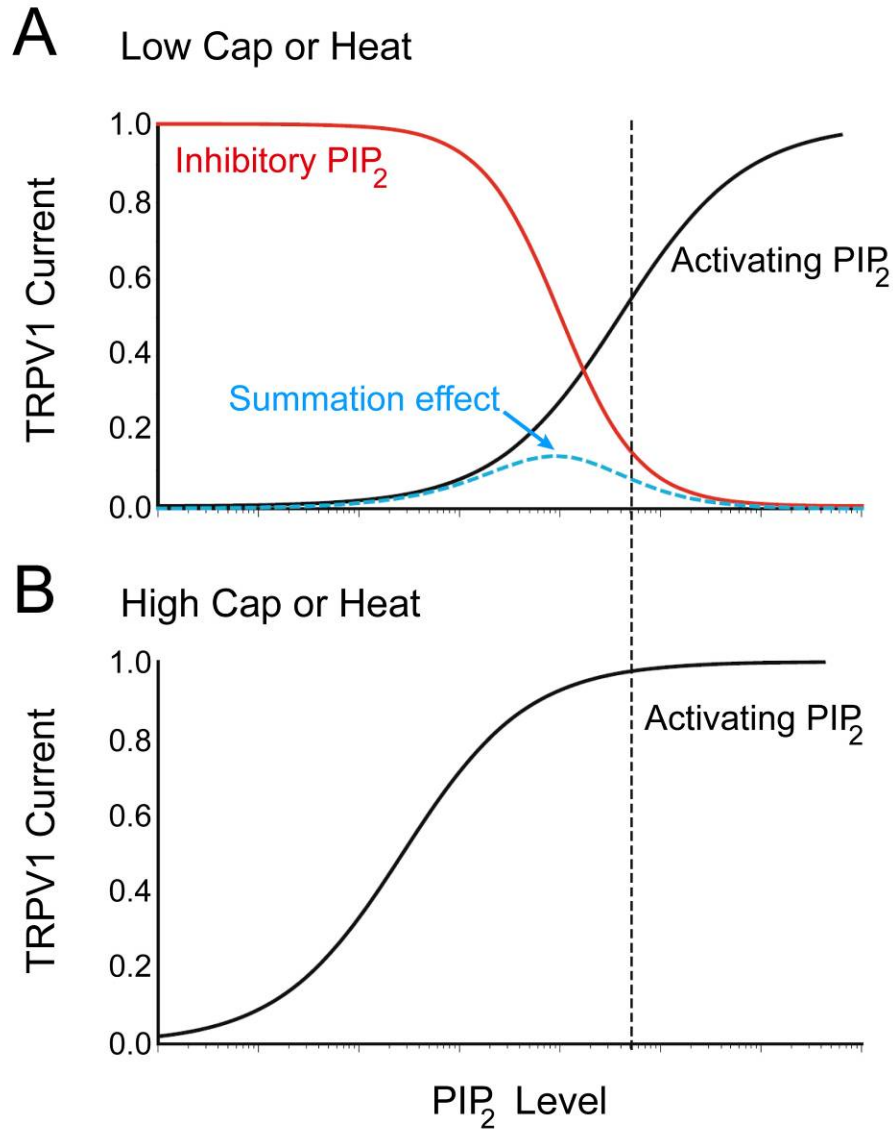 A
Low Cap or Heat
1.0
0.8
0.6
0.4
0.2
0.0
TRPV1 Current
Inhibitory PIP2
Activating PIP2
Summation effect
B
High Cap or Heat
1.0
0.8
0.6
0.4
0.2
0.0
TRPV1 Current
Activating PIP2
PIP2 Level